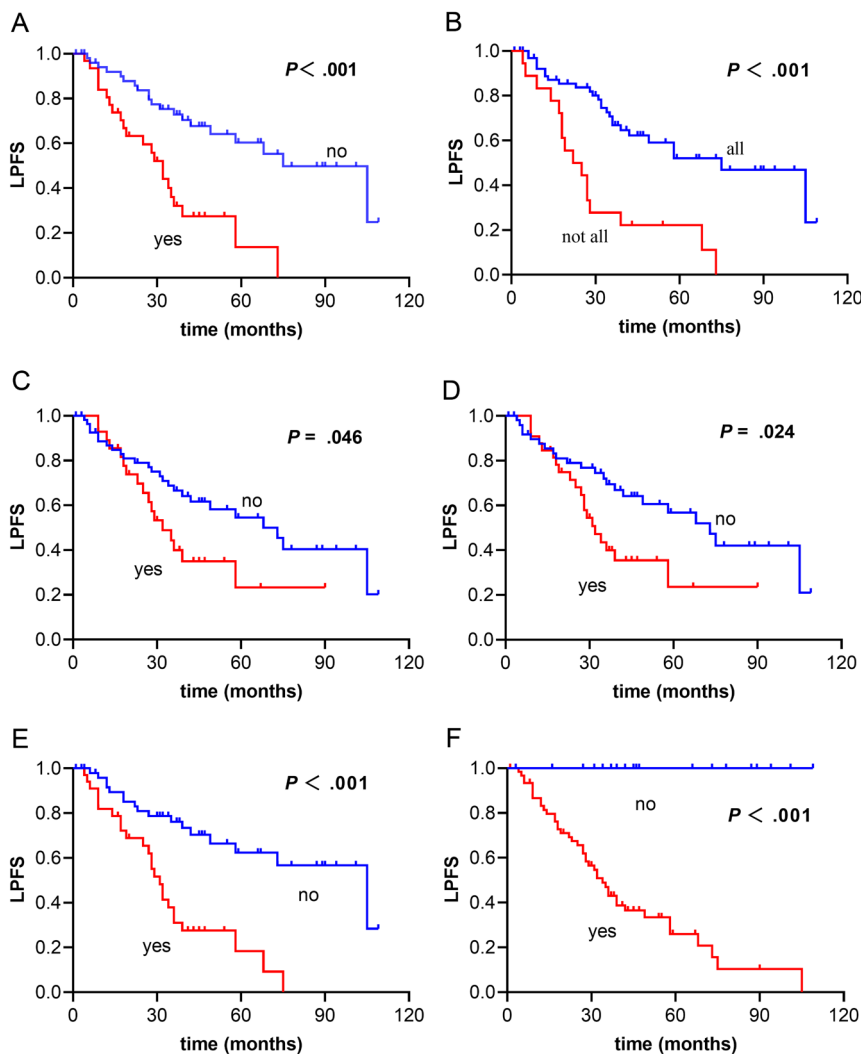 A
P < .001
LPFS
1.0
0.8
0.6
0.4
0.2
0.0
no
yes
0 30 60 90 120
time (months)
B
P < .001
LPFS
1.0
0.8
0.6
0.4
0.2
0.0
all
not all
0 30 60 90 120
time (months)
C
P = .046
LPFS
1.0
0.8
0.6
0.4
0.2
0.0
no
yes
0 30 60 90 120
time (months)
D
P = .024
LPFS
1.0
0.8
0.6
0.4
0.2
0.0
no
yes
0 30 60 90 120
time (months)
E
P < .001
LPFS
1.0
0.8
0.6
0.4
0.2
0.0
no
yes
0 30 60 90 120
time (months)
F
P < .001
LPFS
1.0
0.8
0.6
0.4
0.2
0.0
no
yes
0 30 60 90 120
time (months)